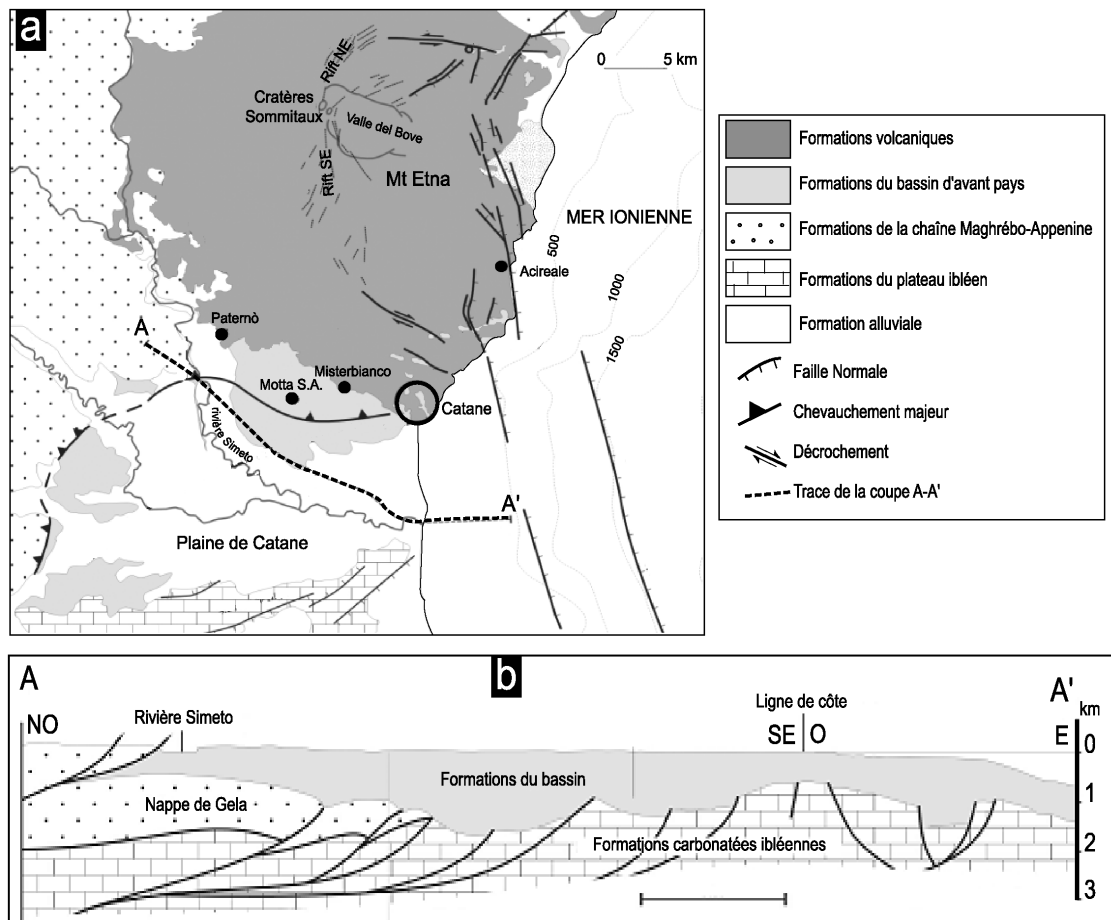 a
0 5 km
Rift NE
Cratères
Sommitaux
Valle del Bove
Rift SE
Mt Etna
MER IONIENNE
500
1000
1500
Acireale
Paternò
A
Misterbianco
Motta S.A.
Catane
rivière Simeto
A'
Plaine de Catane
Formations volcaniques
Formations du bassin d'avant pays
Formations de la chaîne Maghrébo-Appenine
Formations du plateau ibléen
Formation alluviale
Faille Normale
Chevauchement majeur
Décrochement
Trace de la coupe A-A'
A
b
A'
NO
Rivière Simeto
Ligne de côte
SE O
E
km
0
1
2
3
Formations du bassin
Nappe de Gela
Formations carbonatées ibléennes